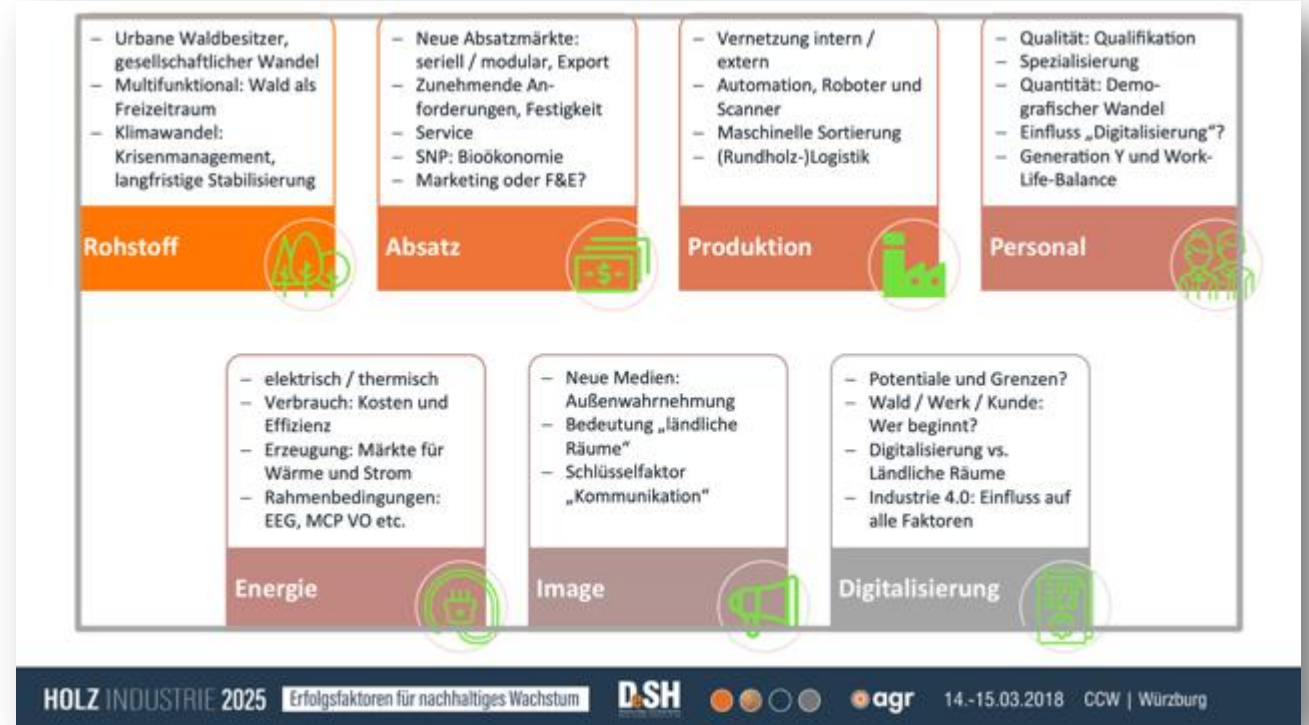 – Urbane Waldbesitzer,
gesellschaftlicher Wandel
– Multifunktional: Wald als
Freizeitraum
– Klimawandel:
Krisenmanagement,
langfristige Stabilisierung
Rohstoff
– Neue Absatzmärkte:
seriell / modular, Export
– Zunehmende An-
forderungen, Festigkeit
– Service
– SNP: Bioökonomie
– Marketing oder F&E?
Absatz
-$-
– Vernetzung intern /
extern
– Automation, Roboter und
Scanner
– Maschinelle Sortierung
– (Rundholz-)Logistik
Produktion
– Qualität: Qualifikation
– Spezialisierung
– Quantität: Demo-
grafischer Wandel
– Einfluss „Digitalisierung“?
– Generation Y und Work-
Life-Balance
Personal
– elektrisch / thermisch
– Verbrauch: Kosten und
Effizienz
– Erzeugung: Märkte für
Wärme und Strom
– Rahmenbedingungen:
EEG, MCP VO etc.
Energie
– Neue Medien:
Außenwahrnehmung
– Bedeutung „ländliche
Räume“
– Schlüsselfaktor
„Kommunikation“
Image
– Potentiale und Grenzen?
– Wald / Werk / Kunde:
Wer beginnt?
– Digitalisierung vs.
Ländliche Räume
– Industrie 4.0: Einfluss auf
alle Faktoren
Digitalisierung
HOLZ INDUSTRIE 2025 Erfolgsfaktoren für nachhaltiges Wachstum DeSH agr 14.-15.03.2018 CCW | Würzburg